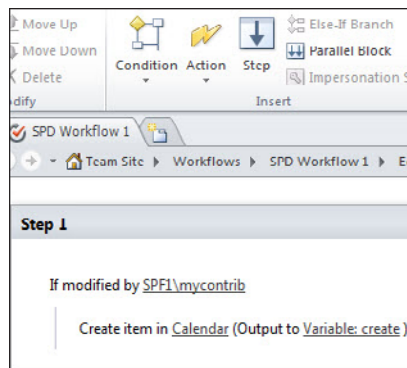 Move Up
Move Down
Delete
Condition
Action
Step
Else-If Branch
Parallel Block
Impersonation S
odify
Insert
SPD Workflow 1
Team Site ▸ Workflows ▸ SPD Workflow 1 ▸ E
Step 1
If modified by SPF1\mycontrib
Create item in Calendar (Output to Variable: create )